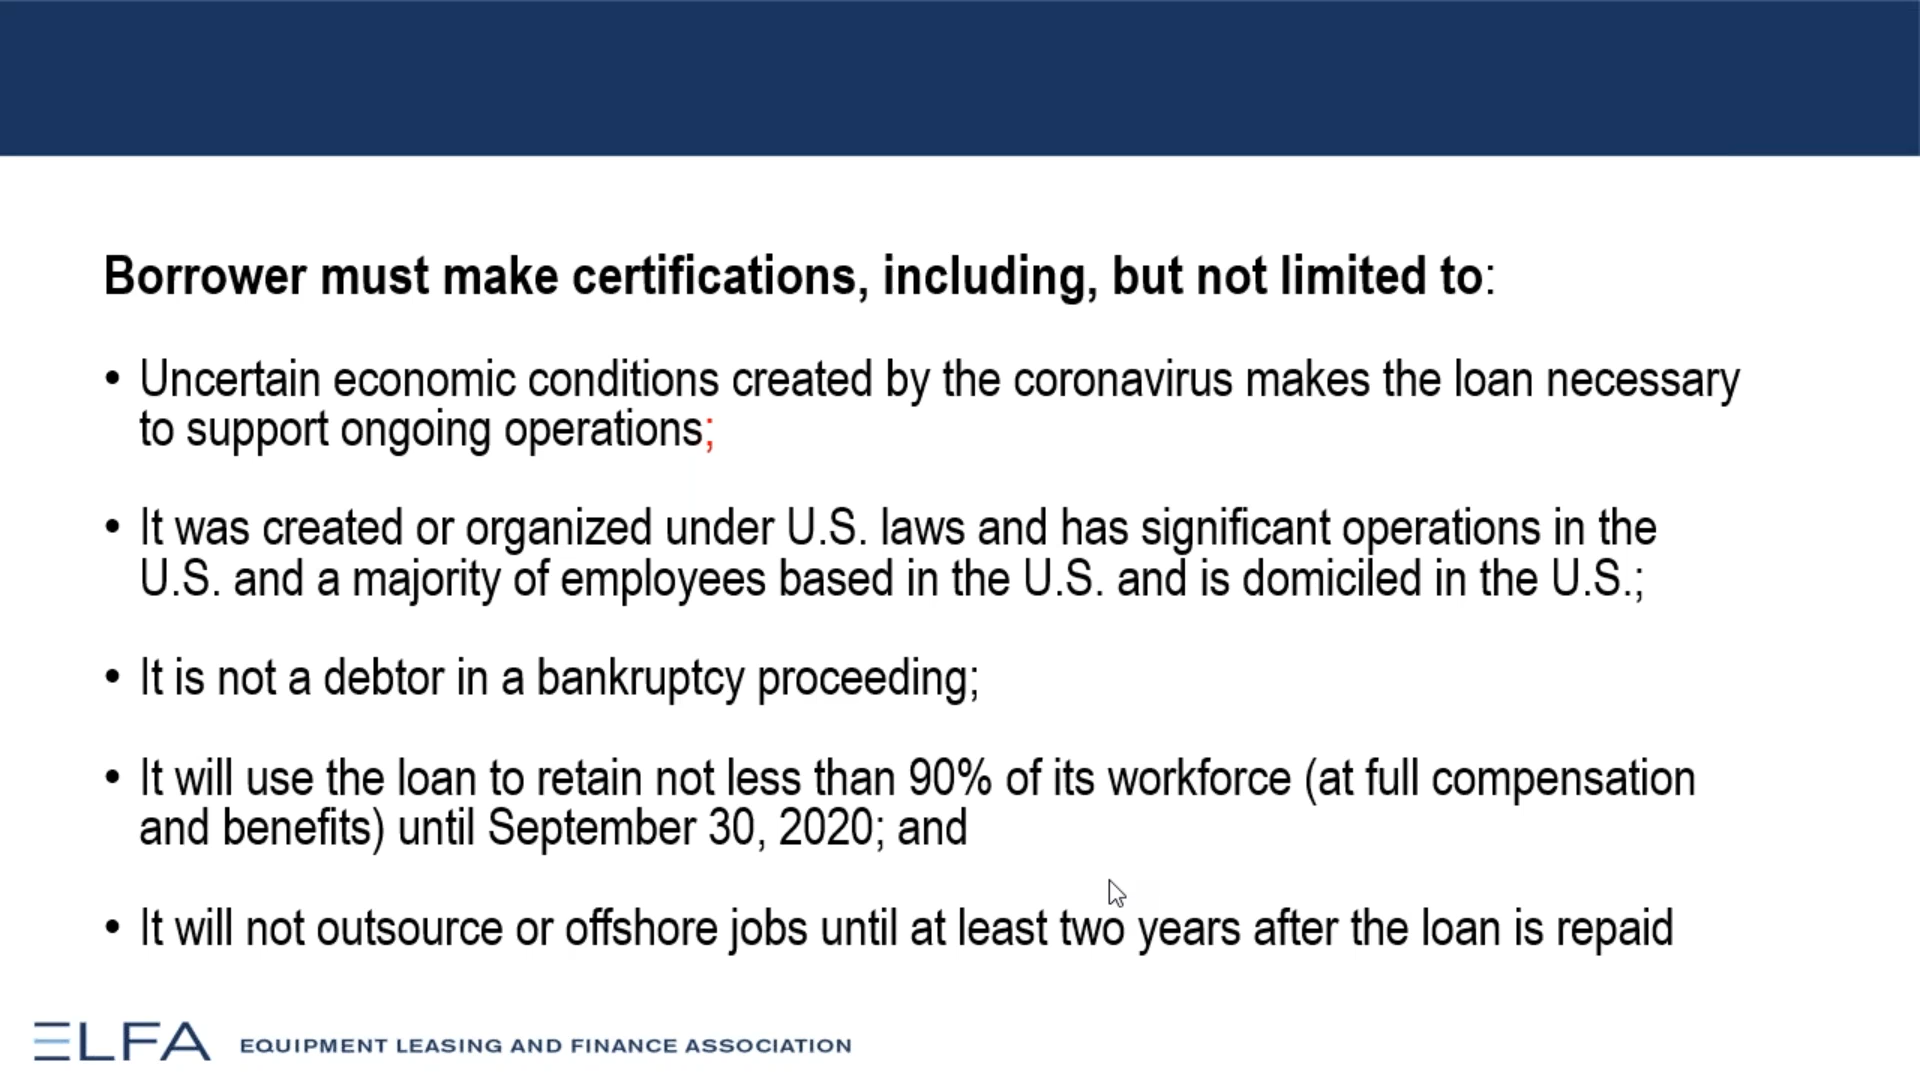 Borrower must make certifications, including, but not limited to:
• Uncertain economic conditions created by the coronavirus makes the loan necessary
to support ongoing operations;
• It was created or organized under U.S. laws and has significant operations in the
U.S. and a majority of employees based in the U.S. and is domiciled in the U.S.;
• It is not a debtor in a bankruptcy proceeding;
• It will use the loan to retain not less than 90% of its workforce (at full compensation
and benefits) until September 30, 2020; and
• It will not outsource or offshore jobs until at least two years after the loan is repaid
ELFA EQUIPMENT LEASING AND FINANCE ASSOCIATION